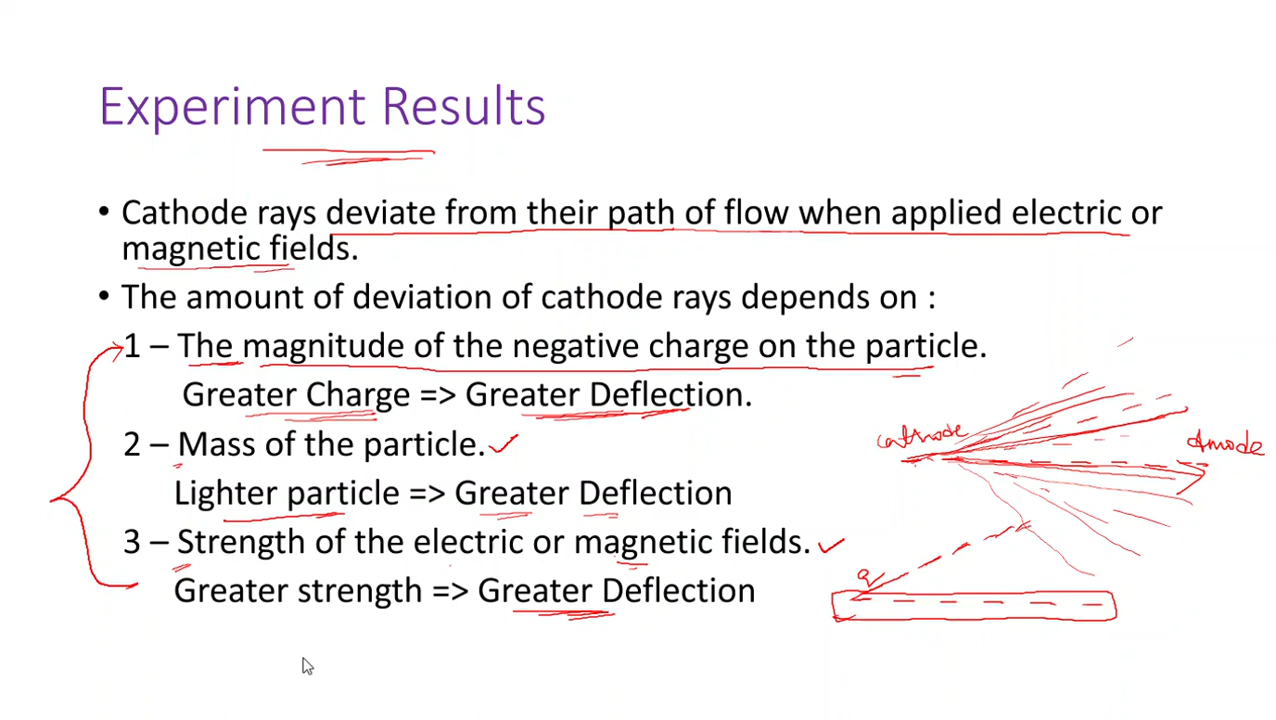 Experiment Results
• Cathode rays deviate from their path of flow when applied electric or
magnetic fields.
• The amount of deviation of cathode rays depends on :
1 – The magnitude of the negative charge on the particle.
Greater Charge => Greater Deflection.
2 – Mass of the particle.
Lighter particle => Greater Deflection
3 – Strength of the electric or magnetic fields.
Greater strength => Greater Deflection
cathode
Anode